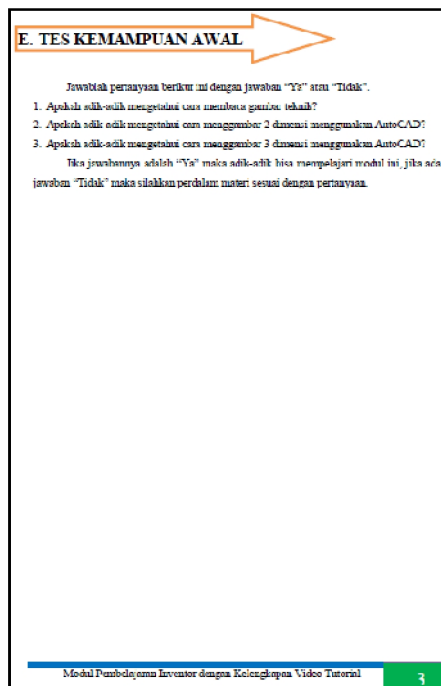 E. TES KEMAMPUAN AWAL
Jawablah pertanyaan berikut ini dengan jawaban “Ya” atau “Tidak”.
1. Apakah adik-adik mengetahui cara membaca gambar teknik?
2. Apakah adik-adik mengetahui cara menggambar 2 dimensi menggunakan AutoCAD?
3. Apakah adik-adik mengetahui cara menggambar 3 dimensi menggunakan AutoCAD?
Jika jawabannya adalah “Ya” maka adik-adik bisa mempelajari modul ini, jika ada
jawaban “Tidak” maka silahkan perdalam materi sesuai dengan pertanyaan.
Modul Pembelajaran Inventor dengan Kelengkapan Video Tutorial
3